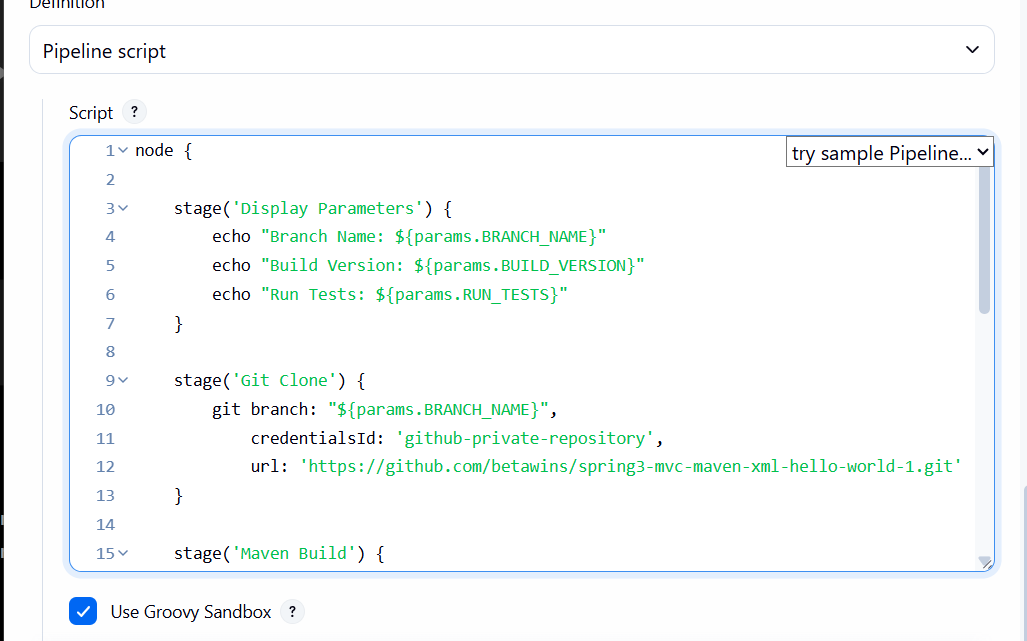 Definition
Pipeline script
Script ?
try sample Pipeline...
1 node {
2
3 stage('Display Parameters') {
4 echo "Branch Name: ${params.BRANCH_NAME}"
5 echo "Build Version: ${params.BUILD_VERSION}"
6 echo "Run Tests: ${params.RUN_TESTS}"
7 }
8
9 stage('Git Clone') {
10 git branch: "${params.BRANCH_NAME}",
11 credentialsId: 'github-private-repository',
12 url: 'https://github.com/betawins/spring3-mvc-maven-xml-hello-world-1.git'
13 }
14
15 stage('Maven Build') {
Use Groovy Sandbox ?